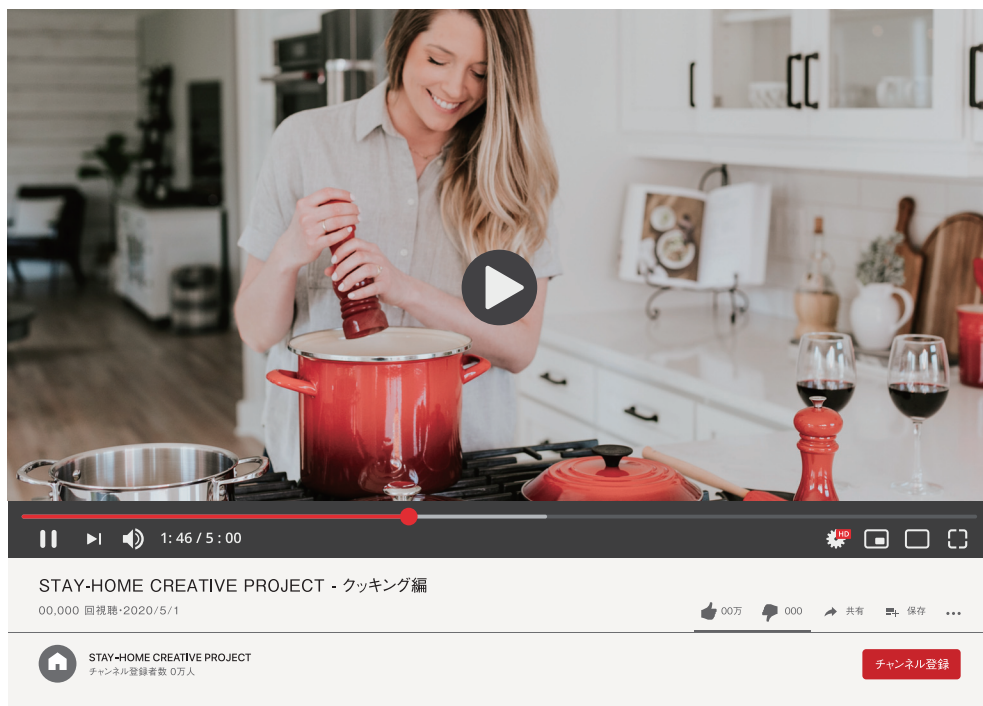 HD
1:46 / 5:00
STAY-HOME CREATIVE PROJECT - クッキング編
00,000 回視聴・2020/5/1
00万
000
共有
保存
STAY-HOME CREATIVE PROJECT
チャンネル登録者数 0万人
チャンネル登録